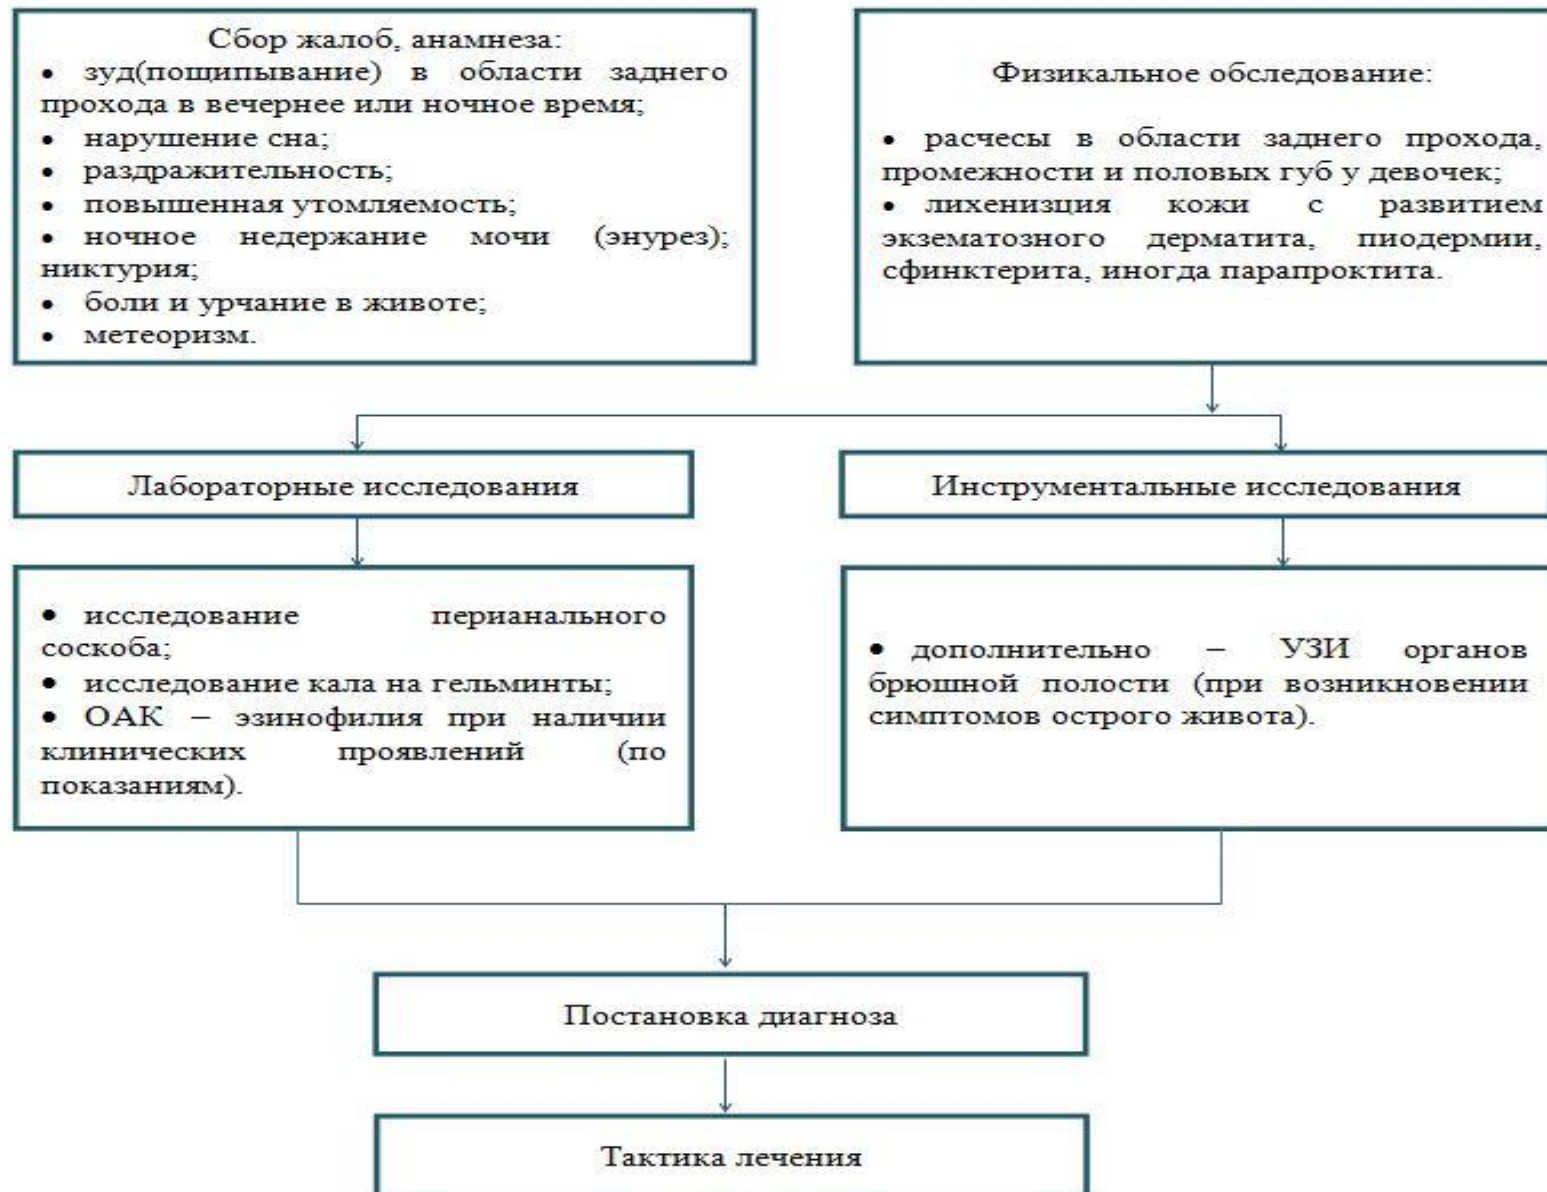 Сбор жалоб, анамнеза:
• зуд(пощипывание) в области заднего
прохода в вечернее или ночное время;
• нарушение сна;
• раздражительность;
• повышенная утомляемость;
• ночное недержание мочи (энурез);
никтурия;
• боли и урчание в животе;
• метеоризм.
Физикальное обследование:
• расчесы в области заднего прохода,
промежности и половых губ у девочек;
• лихенизция кожи с развитием
экзематозного дерматита, пиодермии,
сфинктерита, иногда парапроктита.
Лабораторные исследования
Инструментальные исследования
• исследование перианального
соскоба;
• исследование кала на гельминты;
• ОАК – эзинофилия при наличии
клинических проявлений (по
показаниям).
• дополнительно – УЗИ органов
брюшной полости (при возникновении
симптомов острого живота).
Постановка диагноза
Тактика лечения